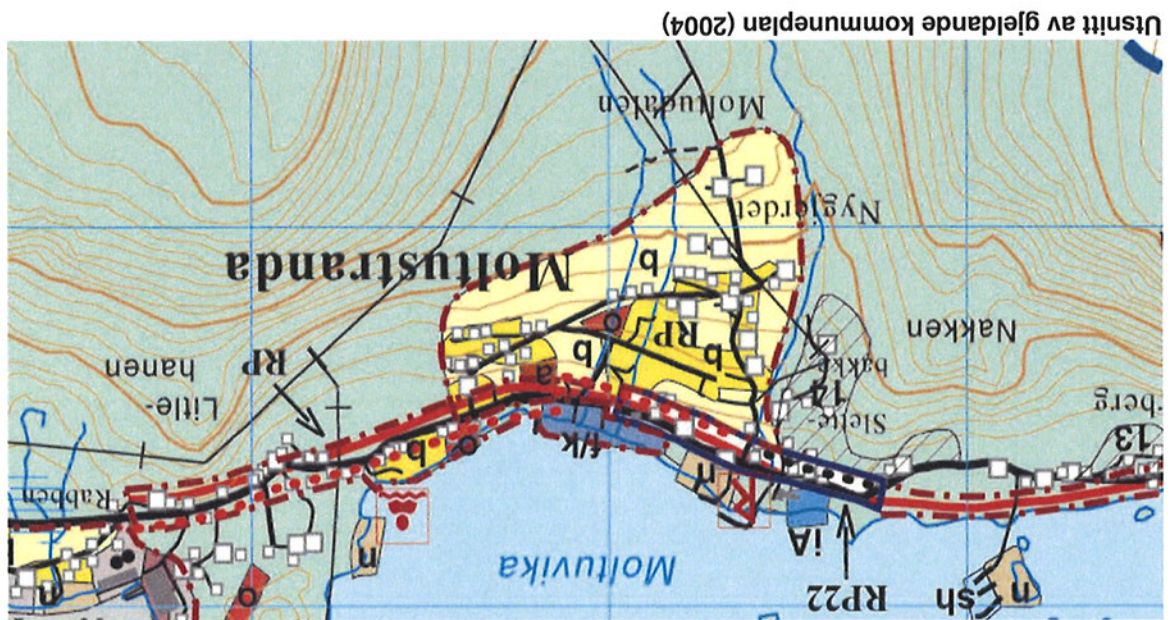 n
sh
RP22
Moltuvika
o
n
iA
n
n
Rabben
13
Slette-
14
bakk
f/k
o
b
Litle-
hanen
RP
a
Nakken
b
RP
b
o
Moltustranda
b
Nygjerdet
Moltudalen
Utsnitt av gjeldande kommuneplan (2004)